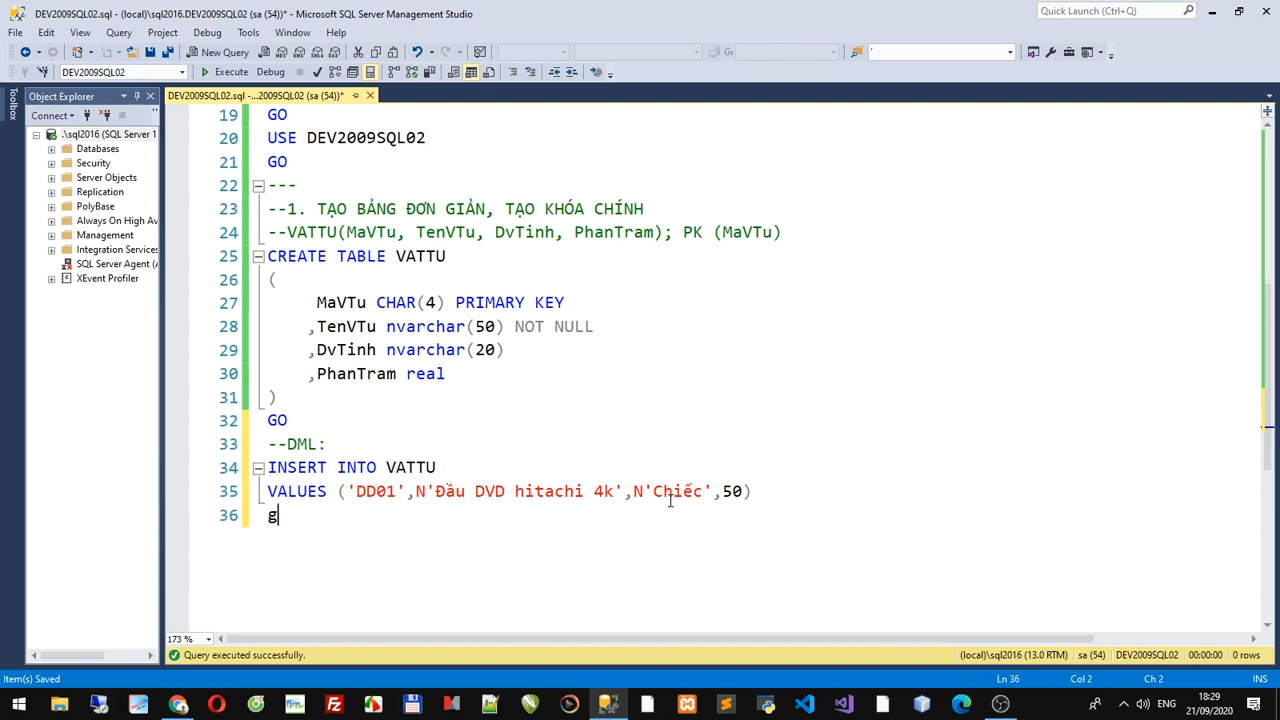 DEV2009SQL02.sql - (local)\sql2016.DEV2009SQL02 (sa (54))* - Microsoft SQL Server Management Studio
Quick Launch (Ctrl+Q)
File Edit View Query Project Debug Tools Window Help
New Query
DEV2009SQL02 Execute Debug
Toolbox
Object Explorer
DEV2009SQL02.sql -...2009SQL02 (sa (54))*
Connect
.\sql2016 (SQL Server 1
Databases
Security
Server Objects
Replication
PolyBase
Always On High Av
Management
Integration Services
SQL Server Agent (A
XEvent Profiler
19 GO
20 USE DEV2009SQL02
21 GO
22 ---
23 --1. TẠO BẢNG ĐƠN GIẢN, TẠO KHÓA CHÍNH
24 --VATTU(MaVTu, TenVTu, DvTinh, PhanTram); PK (MaVTu)
25 CREATE TABLE VATTU
26 (
27 MaVTu CHAR(4) PRIMARY KEY
28 ,TenVTu nvarchar(50) NOT NULL
29 ,DvTinh nvarchar(20)
30 ,PhanTram real
31 )
32 GO
33 --DML:
34 INSERT INTO VATTU
35 VALUES ('DD01',N'Đầu DVD hitachi 4k',N'Chiếc',50)
36 g
173 %
Query executed successfully. (local)\sql2016 (13.0 RTM) sa (54) DEV2009SQL02 00:00:00 0 rows
Item(s) Saved Ln 36 Col 2 Ch 2 INS
ENG 18:29
21/09/2020